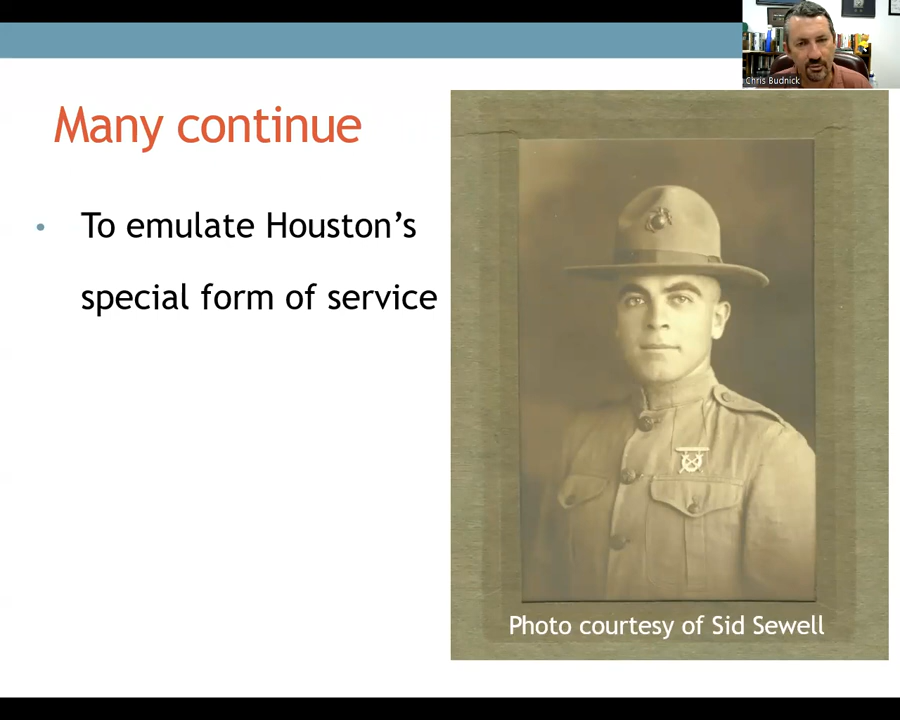 Chris Budnick
Many continue
• To emulate Houston’s
special form of service
Photo courtesy of Sid Sewell